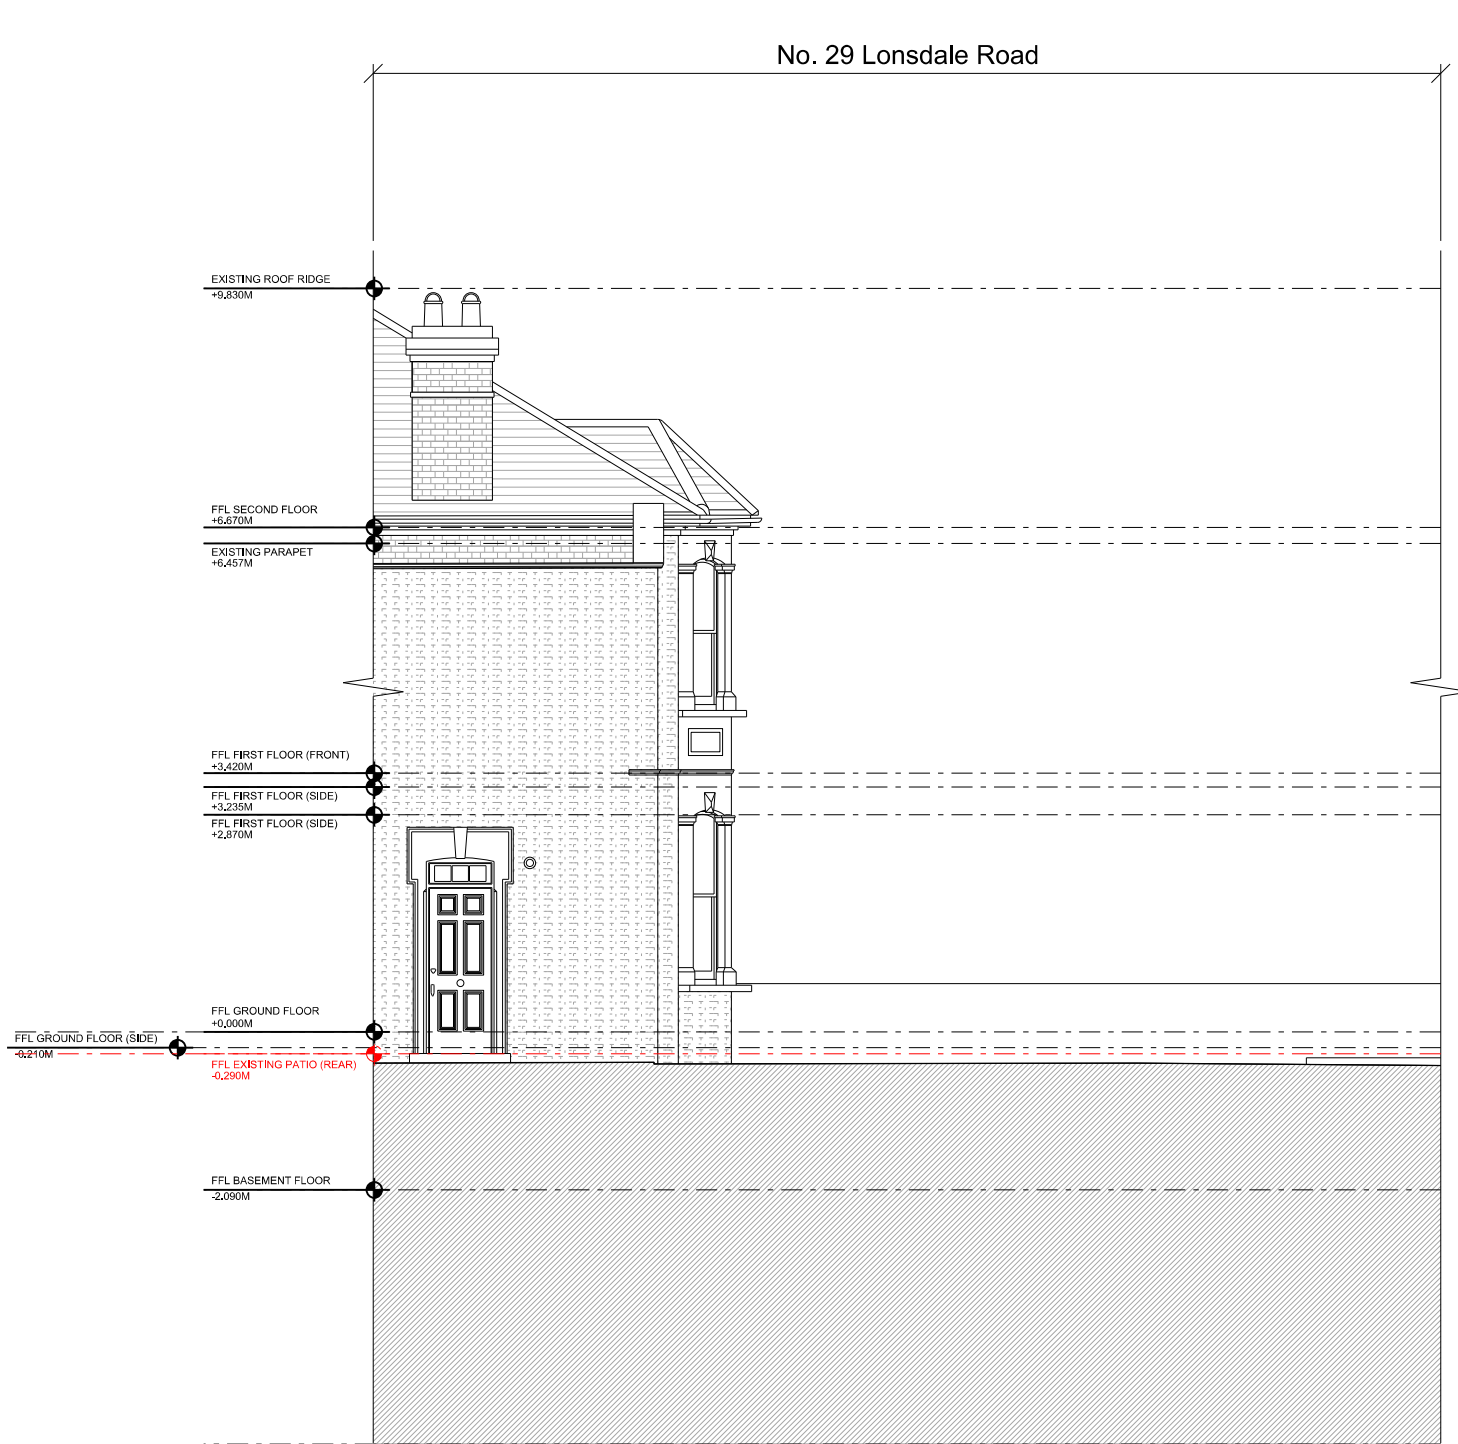 No. 29 Lonsdale Road
EXISTING ROOF RIDGE
+9.830M
FFL SECOND FLOOR
+6.670M
EXISTING PARAPET
+6.457M
FFL FIRST FLOOR (FRONT)
+3.420M
FFL FIRST FLOOR (SIDE)
+3.235M
FFL FIRST FLOOR (SIDE)
+2.870M
FFL GROUND FLOOR
+0.000M
FFL GROUND FLOOR (SIDE)
-0.210M
FFL EXISTING PATIO (REAR)
-0.290M
FFL BASEMENT FLOOR
-2.090M